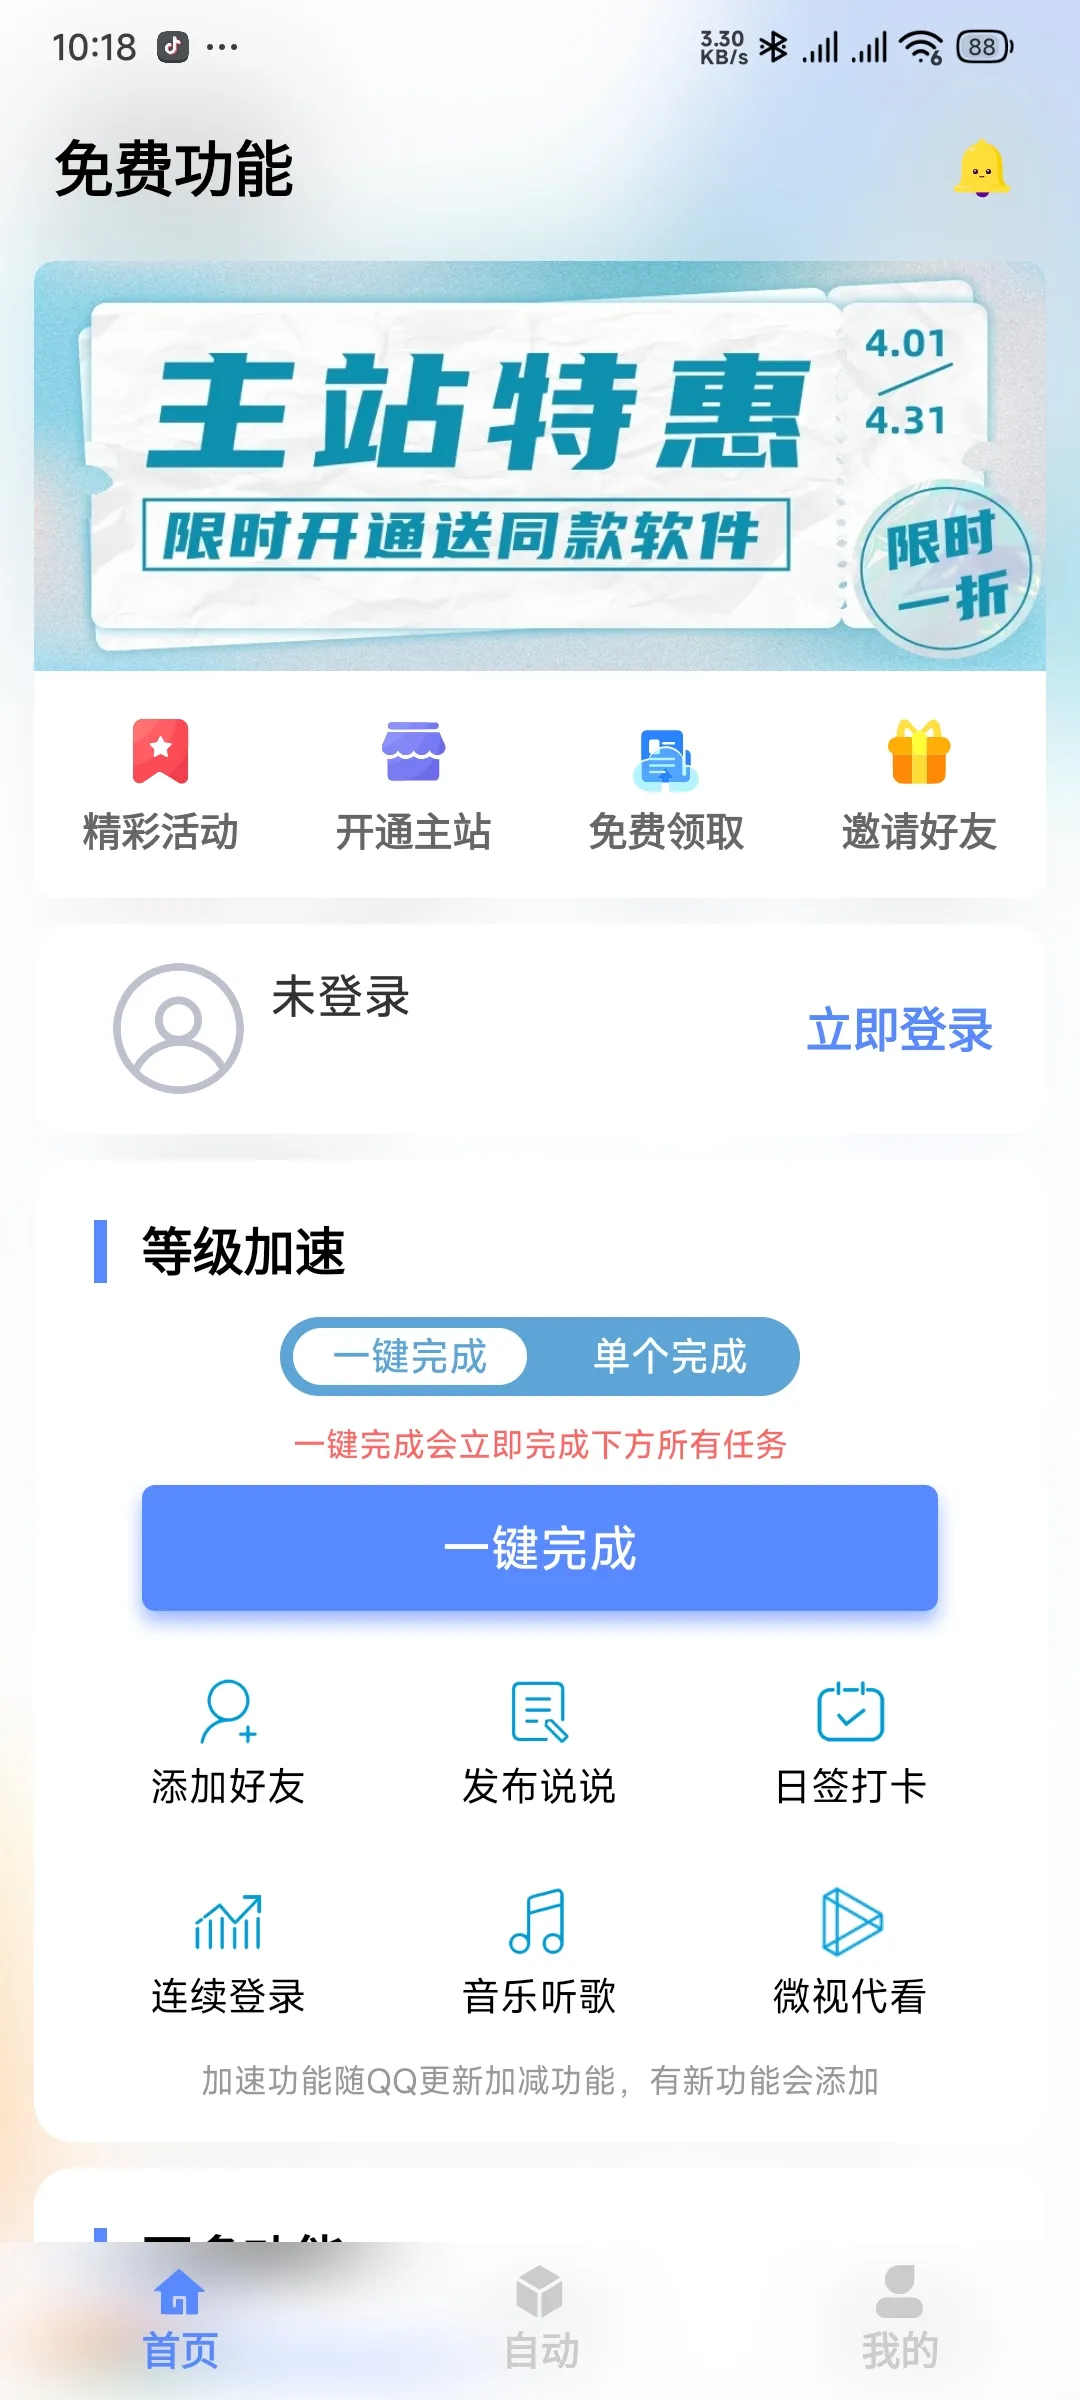 10:18
3.30
KB/s
6
88
免费功能
主站特惠
4.01
4.31
限时开通送同款软件
限时
一折
精彩活动
开通主站
免费领取
邀请好友
未登录
立即登录
等级加速
一键完成
单个完成
一键完成会立即完成下方所有任务
一键完成
添加好友
发布说说
日签打卡
连续登录
音乐听歌
微视代看
加速功能随QQ更新加减功能，有新功能会添加
首页
自动
我的